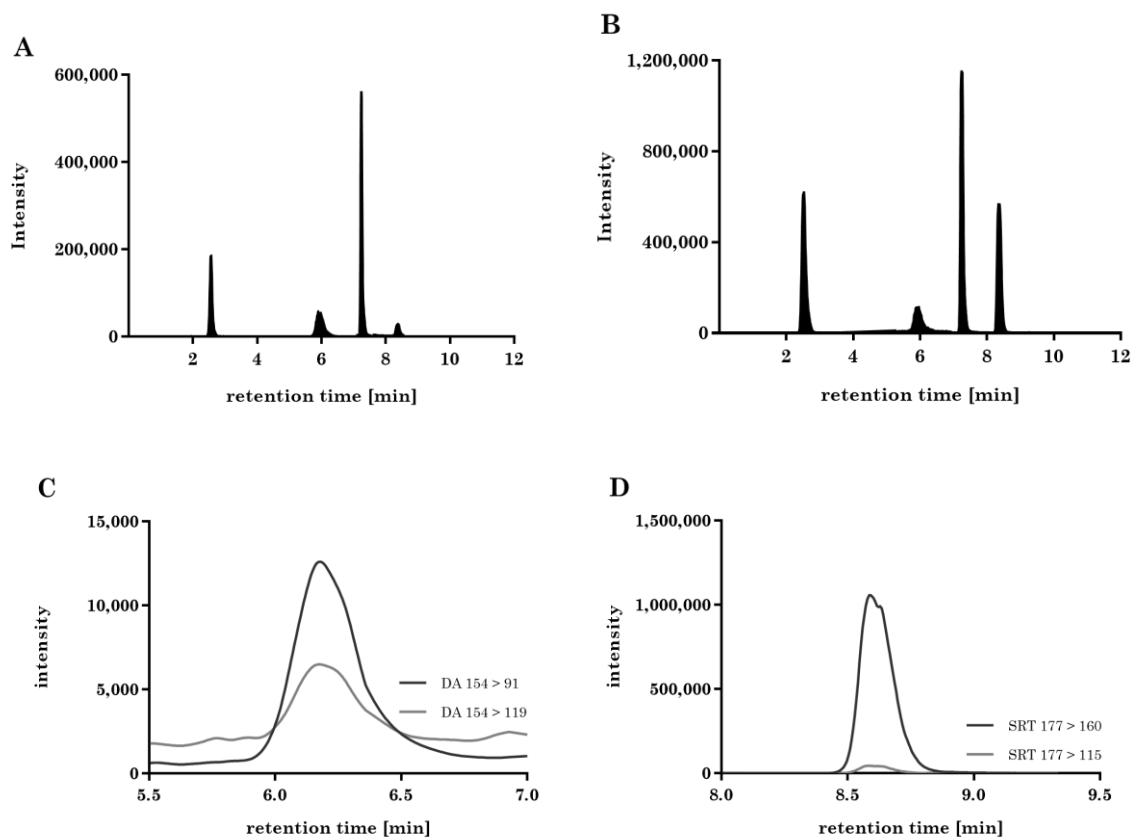 A
600,000
400,000
200,000
0
Intensity
2 4 6 8 10 12
retention time [min]
B
1,200,000
800,000
400,000
0
Intensity
2 4 6 8 10 12
retention time [min]
C
15,000
10,000
5,000
0
intensity
DA 154 > 91
DA 154 > 119
5.5 6.0 6.5 7.0
retention time [min]
D
1,500,000
1,000,000
500,000
0
intensity
SRT 177 > 160
SRT 177 > 115
8.0 8.5 9.0 9.5
retention time [min]